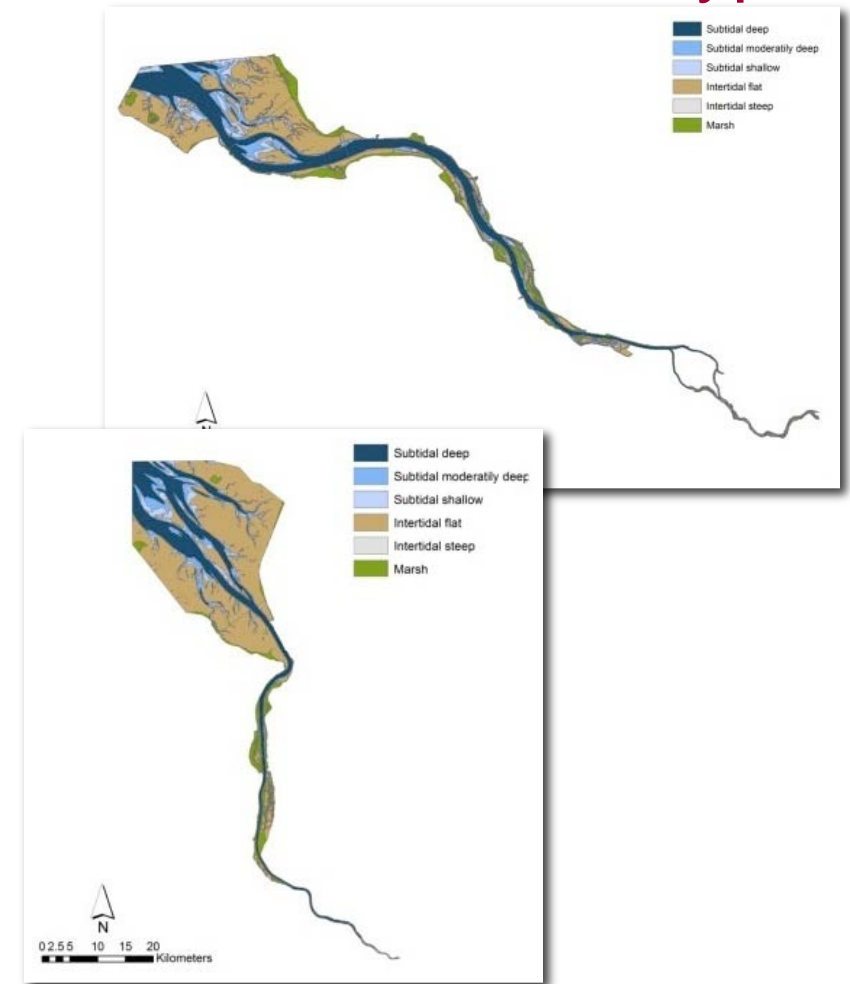 Subtidal deep
Subtidal moderatily deep
Subtidal shallow
Intertidal flat
Intertidal steep
Marsh
Subtidal deep
Subtidal moderatily deep
Subtidal shallow
Intertidal flat
Intertidal steep
Marsh
N
0 2.5 5 10 15 20
Kilometers